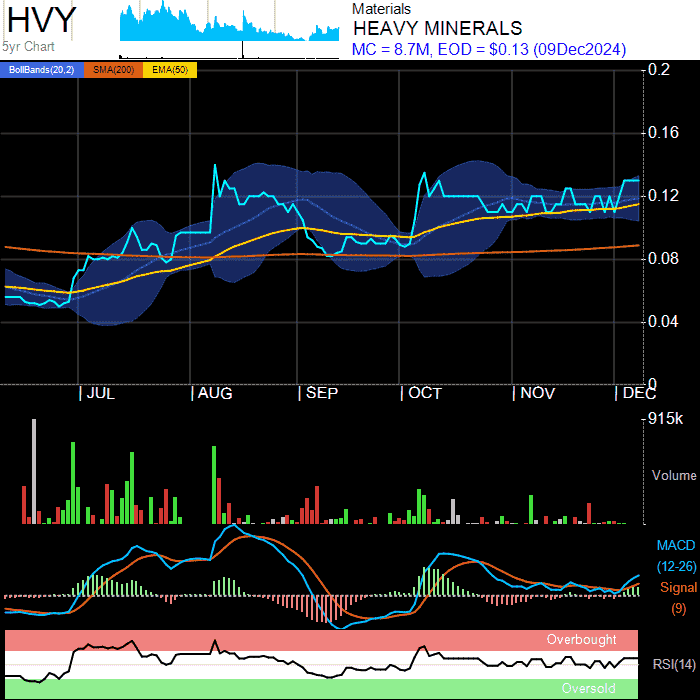 HVY
5yr Chart
Materials
HEAVY MINERALS
MC = 8.7M, EOD = $0.13 (09Dec2024)
BollBands(20,2) SMA(200) EMA(50)
0.2
0.16
0.12
0.08
0.04
0
JUL AUG SEP OCT NOV DEC
915k
Volume
MACD
(12-26)
Signal
(9)
Overbought
RSI(14)
Oversold